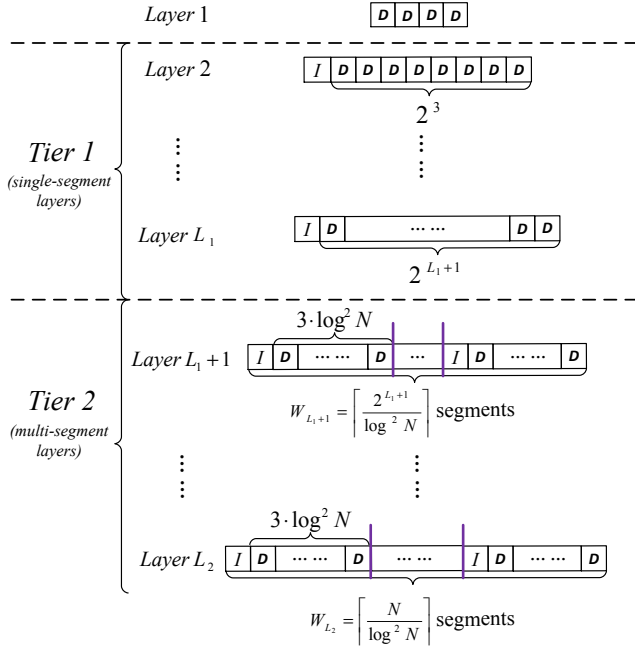 Layer 1 D D D D
Layer 2 I D D D D D D D D
2^3
Tier 1
(single-segment layers)
Layer L_1 I D ... ... D D
2^{L_1+1}
3·log^2 N
Layer L_1+1 I D ... ... D ... I D ... ... D
W_{L_1+1} = ⌈2^{L_1+1} / log^2 N⌉ segments
Tier 2
(multi-segment layers)
3·log^2 N
Layer L_2 I D ... ... D ... ... I D ... ... D
W_{L_2} = ⌈N / log^2 N⌉ segments